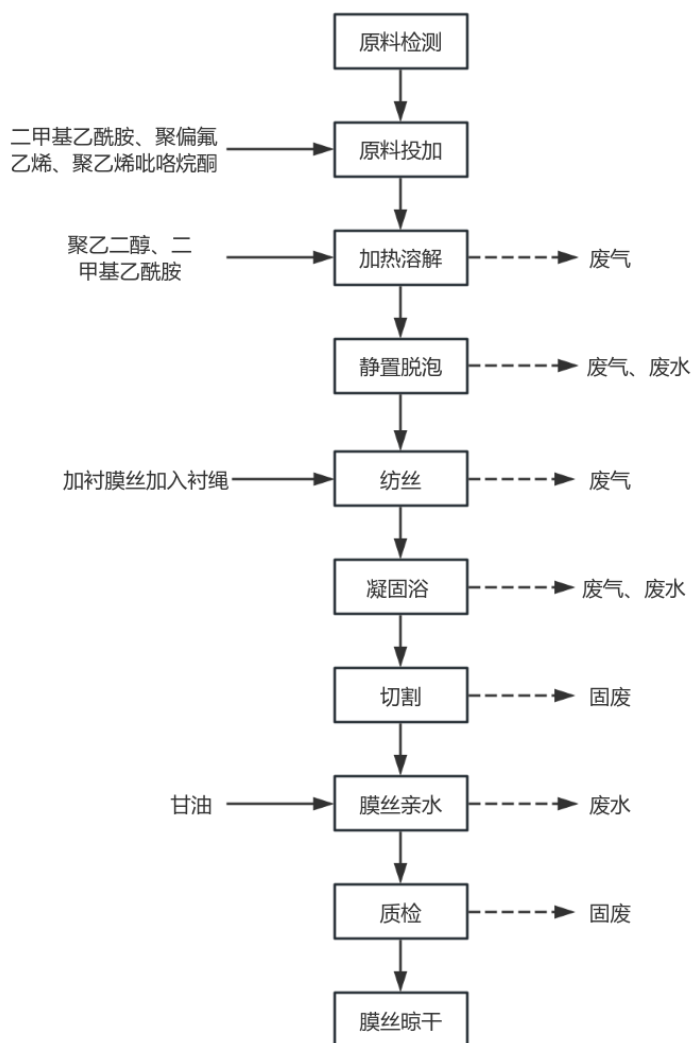 原料检测
二甲基乙酰胺、聚偏氟
乙烯、聚乙烯吡咯烷酮
原料投加
聚乙二醇、二
甲基乙酰胺
加热溶解
废气
静置脱泡
废气、废水
加衬膜丝加入衬绳
纺丝
废气
凝固浴
废气、废水
切割
固废
甘油
膜丝亲水
废水
质检
固废
膜丝晾干